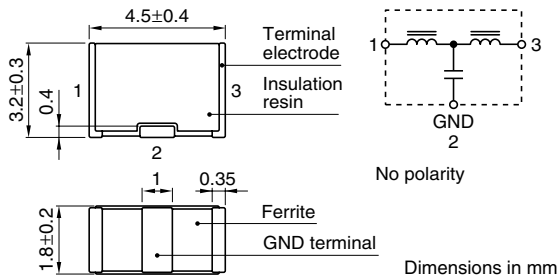 4.5±0.4
Terminal
electrode
Insulation
resin
3.2±0.3
0.4
1
3
2
1
3
GND
2
No polarity
1
0.35
1.8±0.2
Ferrite
GND terminal
Dimensions in mm